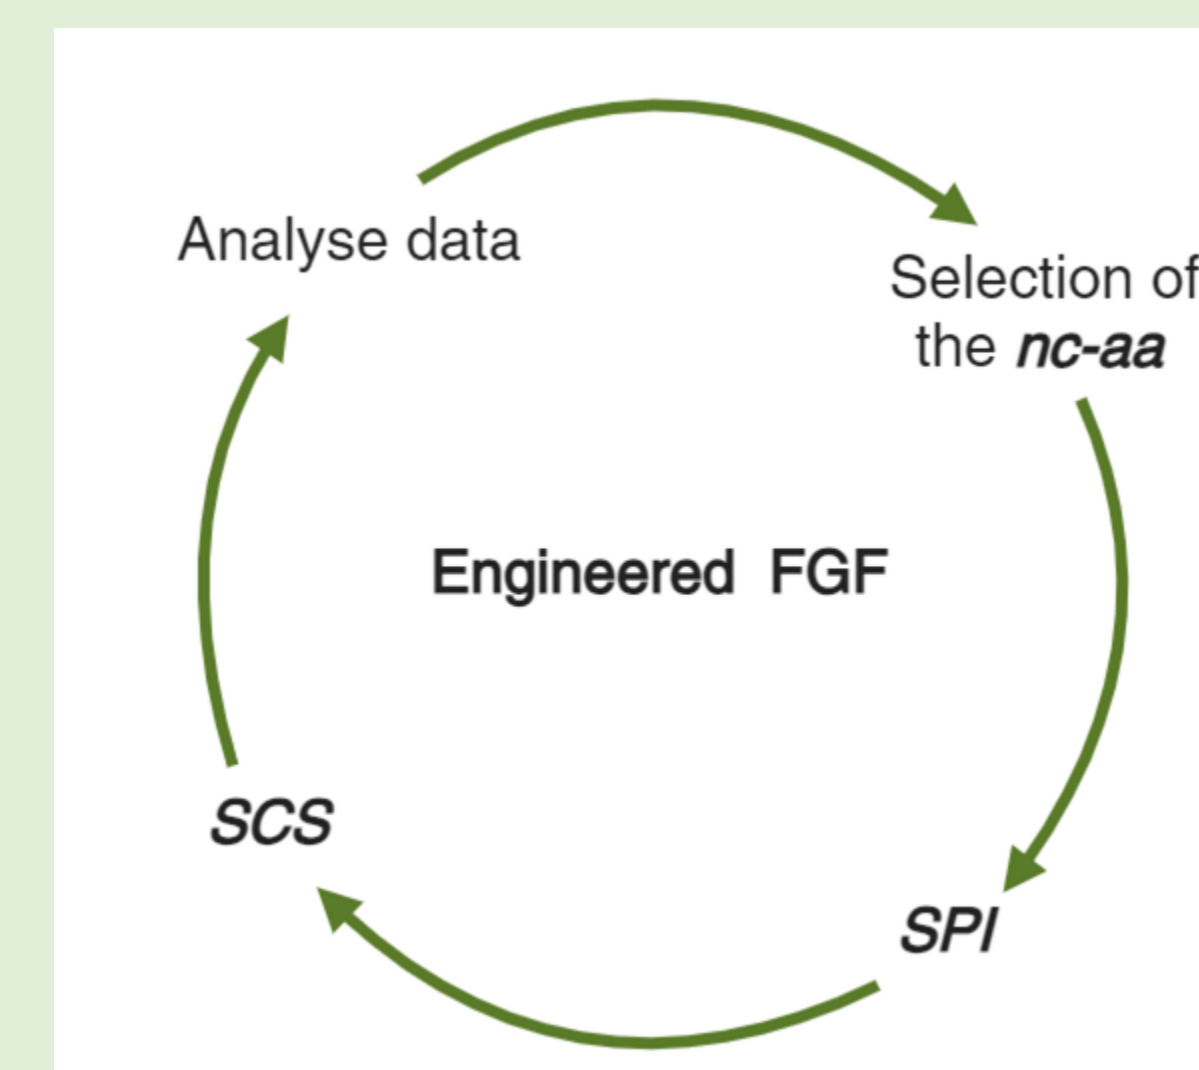 Analyse data
Selection of
the nc-aa
Engineered FGF
SCS
SPI